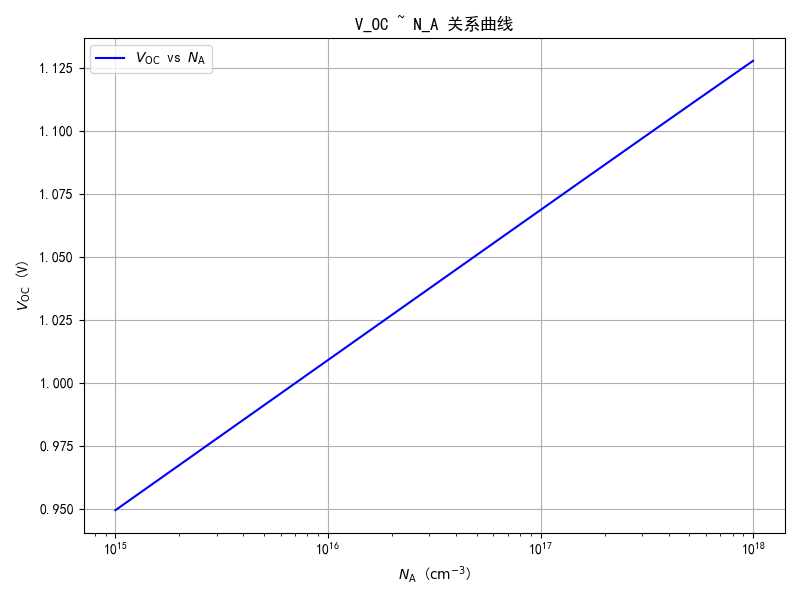 V_OC ~ N_A 关系曲线
V_OC vs N_A
1.125
1.100
1.075
1.050
1.025
1.000
0.975
0.950
V_OC (V)
10^15 10^16 10^17 10^18
N_A (cm^−3)